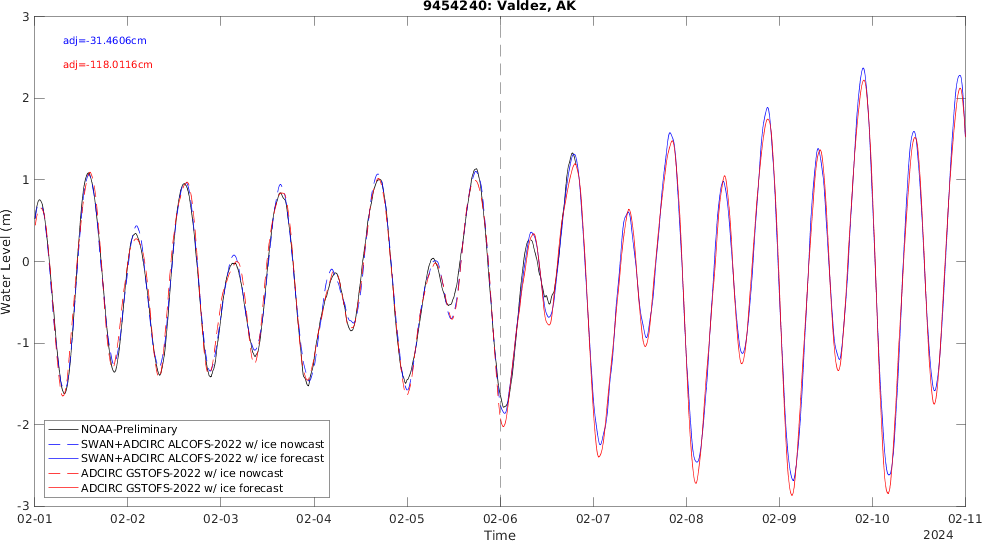 9454240: Valdez, AK
adj=-31.4606cm
adj=-118.0116cm
3
2
1
0
-1
-2
-3
Water Level (m)
NOAA-Preliminary
SWAN+ADCIRC ALCOFS-2022 w/ ice nowcast
SWAN+ADCIRC ALCOFS-2022 w/ ice forecast
ADCIRC GSTOFS-2022 w/ ice nowcast
ADCIRC GSTOFS-2022 w/ ice forecast
02-01 02-02 02-03 02-04 02-05 02-06 02-07 02-08 02-09 02-10 02-11
Time
2024